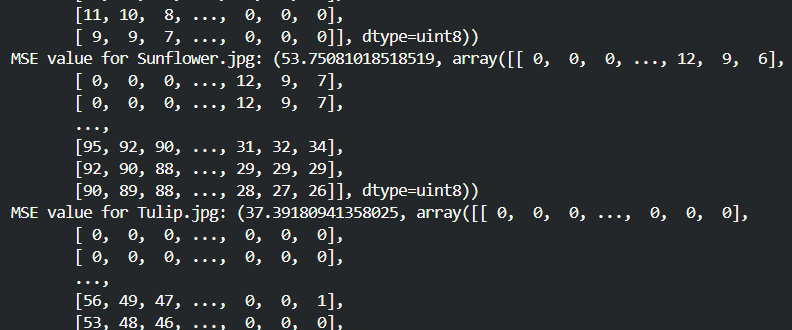 [11, 10,  8, ...,  0,  0,  0],
[ 9,  9,  7, ...,  0,  0,  0]], dtype=uint8))
MSE value for Sunflower.jpg: (53.75081018518519, array([[ 0,  0,  0, ..., 12,  9,  6],
[ 0,  0,  0, ..., 12,  9,  7],
[ 0,  0,  0, ..., 12,  9,  7],
...,
[95, 92, 90, ..., 31, 32, 34],
[92, 90, 88, ..., 29, 29, 29],
[90, 89, 88, ..., 28, 27, 26]], dtype=uint8))
MSE value for Tulip.jpg: (37.39180941358025, array([[ 0,  0,  0, ...,  0,  0,  0],
[ 0,  0,  0, ...,  0,  0,  0],
[ 0,  0,  0, ...,  0,  0,  0],
...,
[56, 49, 47, ...,  0,  0,  1],
[53, 48, 46, ...,  0,  0,  0],